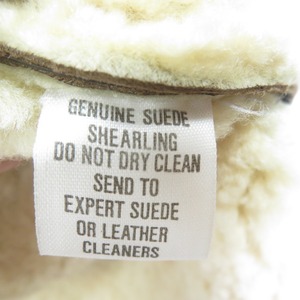 GENUINE SUEDE
SHEARLING
DO NOT DRY CLEAN
SEND TO
EXPERT SUEDE
OR LEATHER
CLEANERS